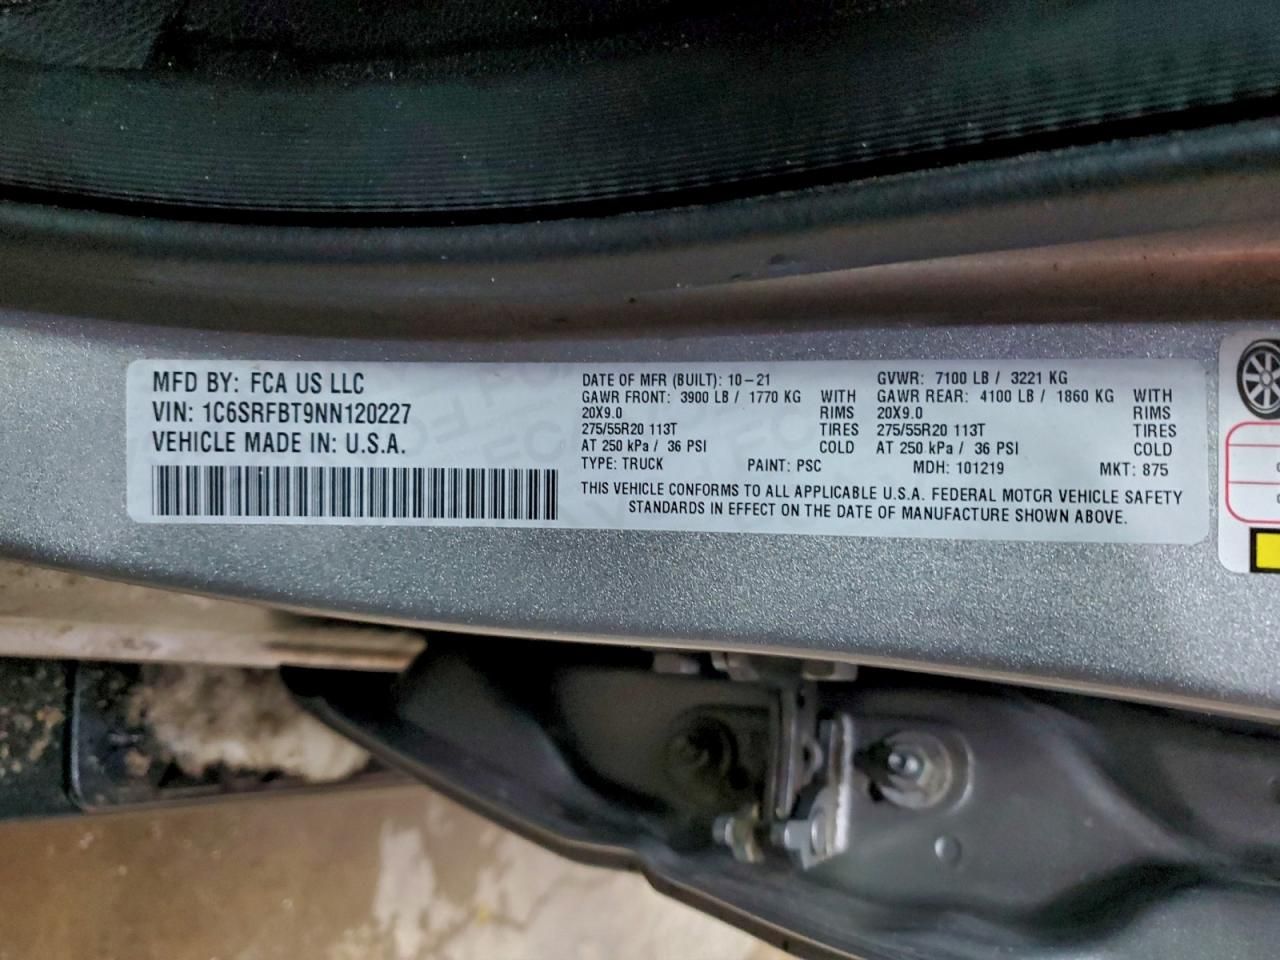 MFD BY: FCA US LLC
VIN: 1C6SRFBT9NN120227
VEHICLE MADE IN: U.S.A.
DATE OF MFR (BUILT): 10-21
GAWR FRONT: 3900 LB / 1770 KG WITH
20X9.0 RIMS
275/55R20 113T TIRES
AT 250 kPa / 36 PSI COLD
GVWR: 7100 LB / 3221 KG
GAWR REAR: 4100 LB / 1860 KG WITH
20X9.0 RIMS
275/55R20 113T TIRES
AT 250 kPa / 36 PSI COLD
TYPE: TRUCK PAINT: PSC MDH: 101219 MKT: 875
THIS VEHICLE CONFORMS TO ALL APPLICABLE U.S.A. FEDERAL MOTOR VEHICLE SAFETY
STANDARDS IN EFFECT ON THE DATE OF MANUFACTURE SHOWN ABOVE.